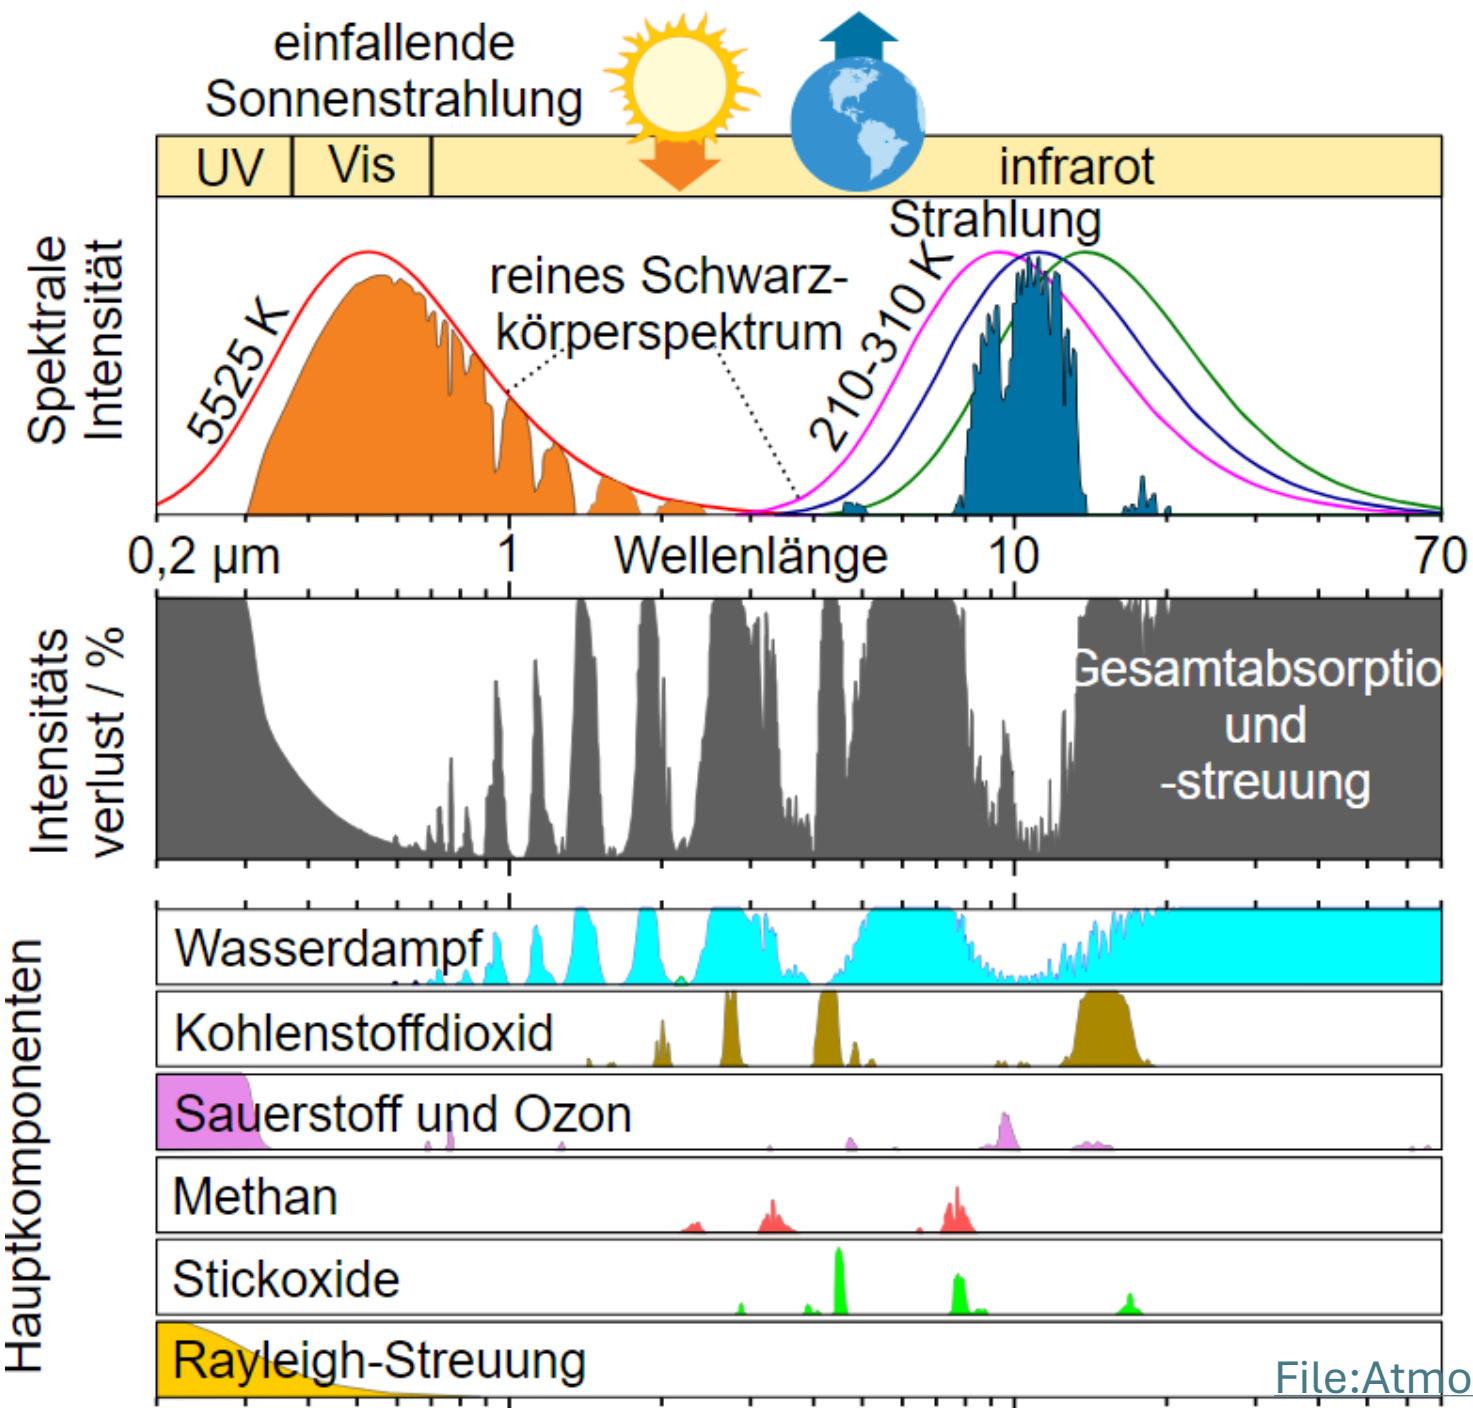 einfallende
Sonnenstrahlung
UV
Vis
infrarot
Strahlung
Spektrale
Intensität
5525 K
reines Schwarz-
körperspektrum
210-310 K
0,2 µm
1
Wellenlänge
10
70
Intensitäts
verlust / %
Gesamtabsorptio
und
-streuung
Hauptkomponenten
Wasserdampf
Kohlenstoffdioxid
Sauerstoff und Ozon
Methan
Stickoxide
Rayleigh-Streuung
File:Atmo